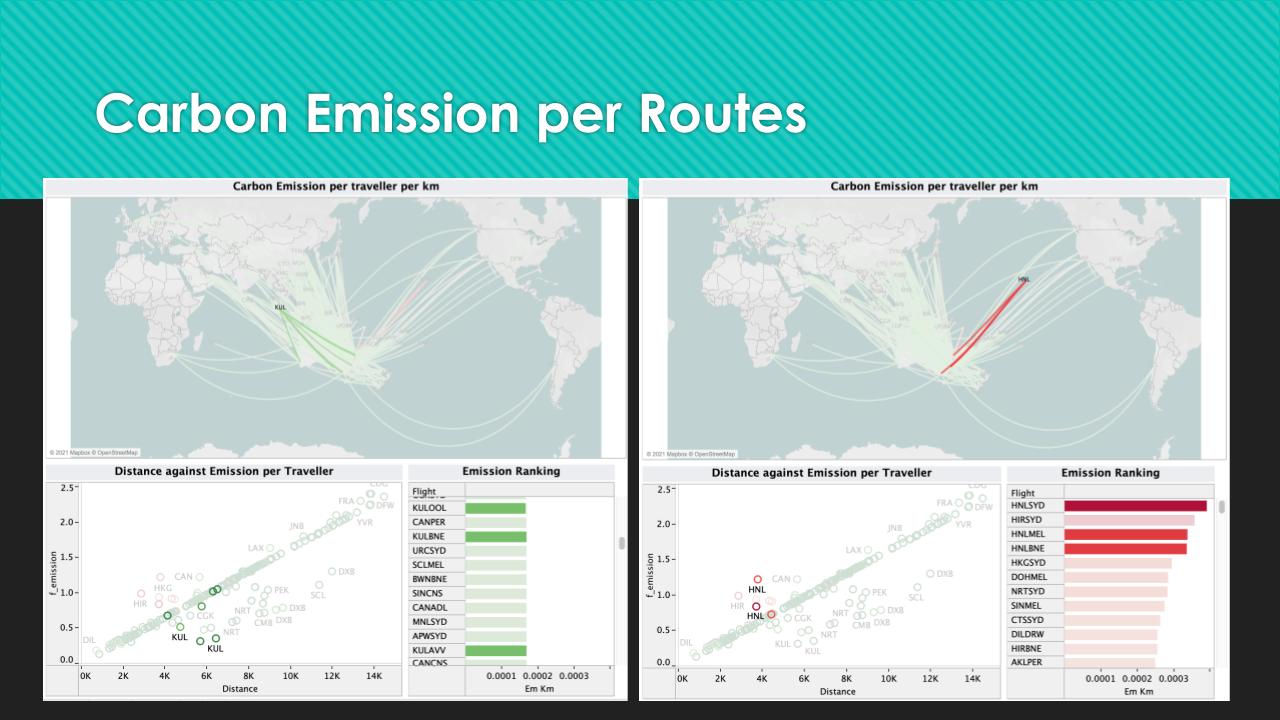 Carbon Emission per Routes
Carbon Emission per traveller per km
KUL
© 2021 Mapbox © OpenStreetMap
Distance against Emission per Traveller
f_emission
2.5
2.0
1.5
1.0
0.5
0.0
CDG
FRA
DFW
YVR
JNB
LAX
CAN
HKG
HIR
PEK
DXB
SCL
NRT
DXB
CGK
CMB
DXB
NRT
DIL
KUL
KUL
0K 2K 4K 6K 8K 10K 12K 14K
Distance
Emission Ranking
Flight
KULOOL
CANPER
KULBNE
URCSYD
SCLMEL
BWNBNE
SINCNS
CANADL
MNLSYD
APWSYD
KULAVV
CANCNS
0.0001 0.0002 0.0003
Em Km
Carbon Emission per traveller per km
HNL
© 2021 Mapbox © OpenStreetMap
Distance against Emission per Traveller
f_emission
2.5
2.0
1.5
1.0
0.5
0.0
CDG
FRA
DFW
YVR
JNB
LAX
CAN
HNL
HIR
PEK
DXB
SCL
HNL
NRT
DXB
CGK
CMB
DXB
NRT
DIL
KUL
KUL
0K 2K 4K 6K 8K 10K 12K 14K
Distance
Emission Ranking
Flight
HNLSYD
HIRSYD
HNLMEL
HNLBNE
HKGSYD
DOHMEL
NRTSYD
SINMEL
CTSSYD
DILDRW
HIRBNE
AKLPER
0.0001 0.0002 0.0003
Em Km